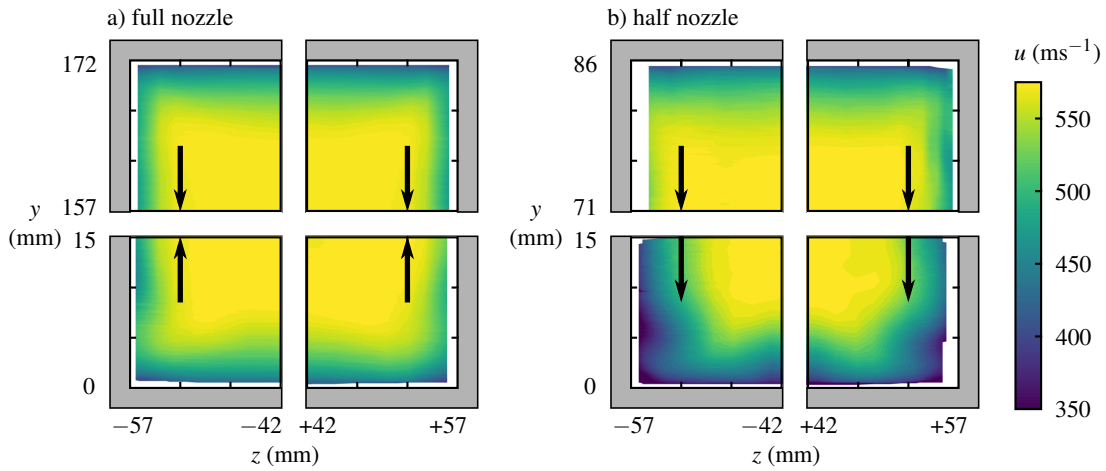 a) full nozzle
b) half nozzle
u (ms⁻¹)
172
86
550
500
y
157
(mm)
y
71
(mm)
15
15
450
400
0
0
350
−57
−42
+42
+57
−57
−42
+42
+57
z (mm)
z (mm)